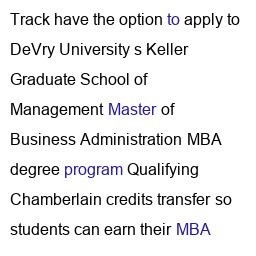 Track have the option to apply to
DeVry University s Keller
Graduate School of
Management Master of
Business Administration MBA
degree program Qualifying
Chamberlain credits transfer so
students can earn their MBA